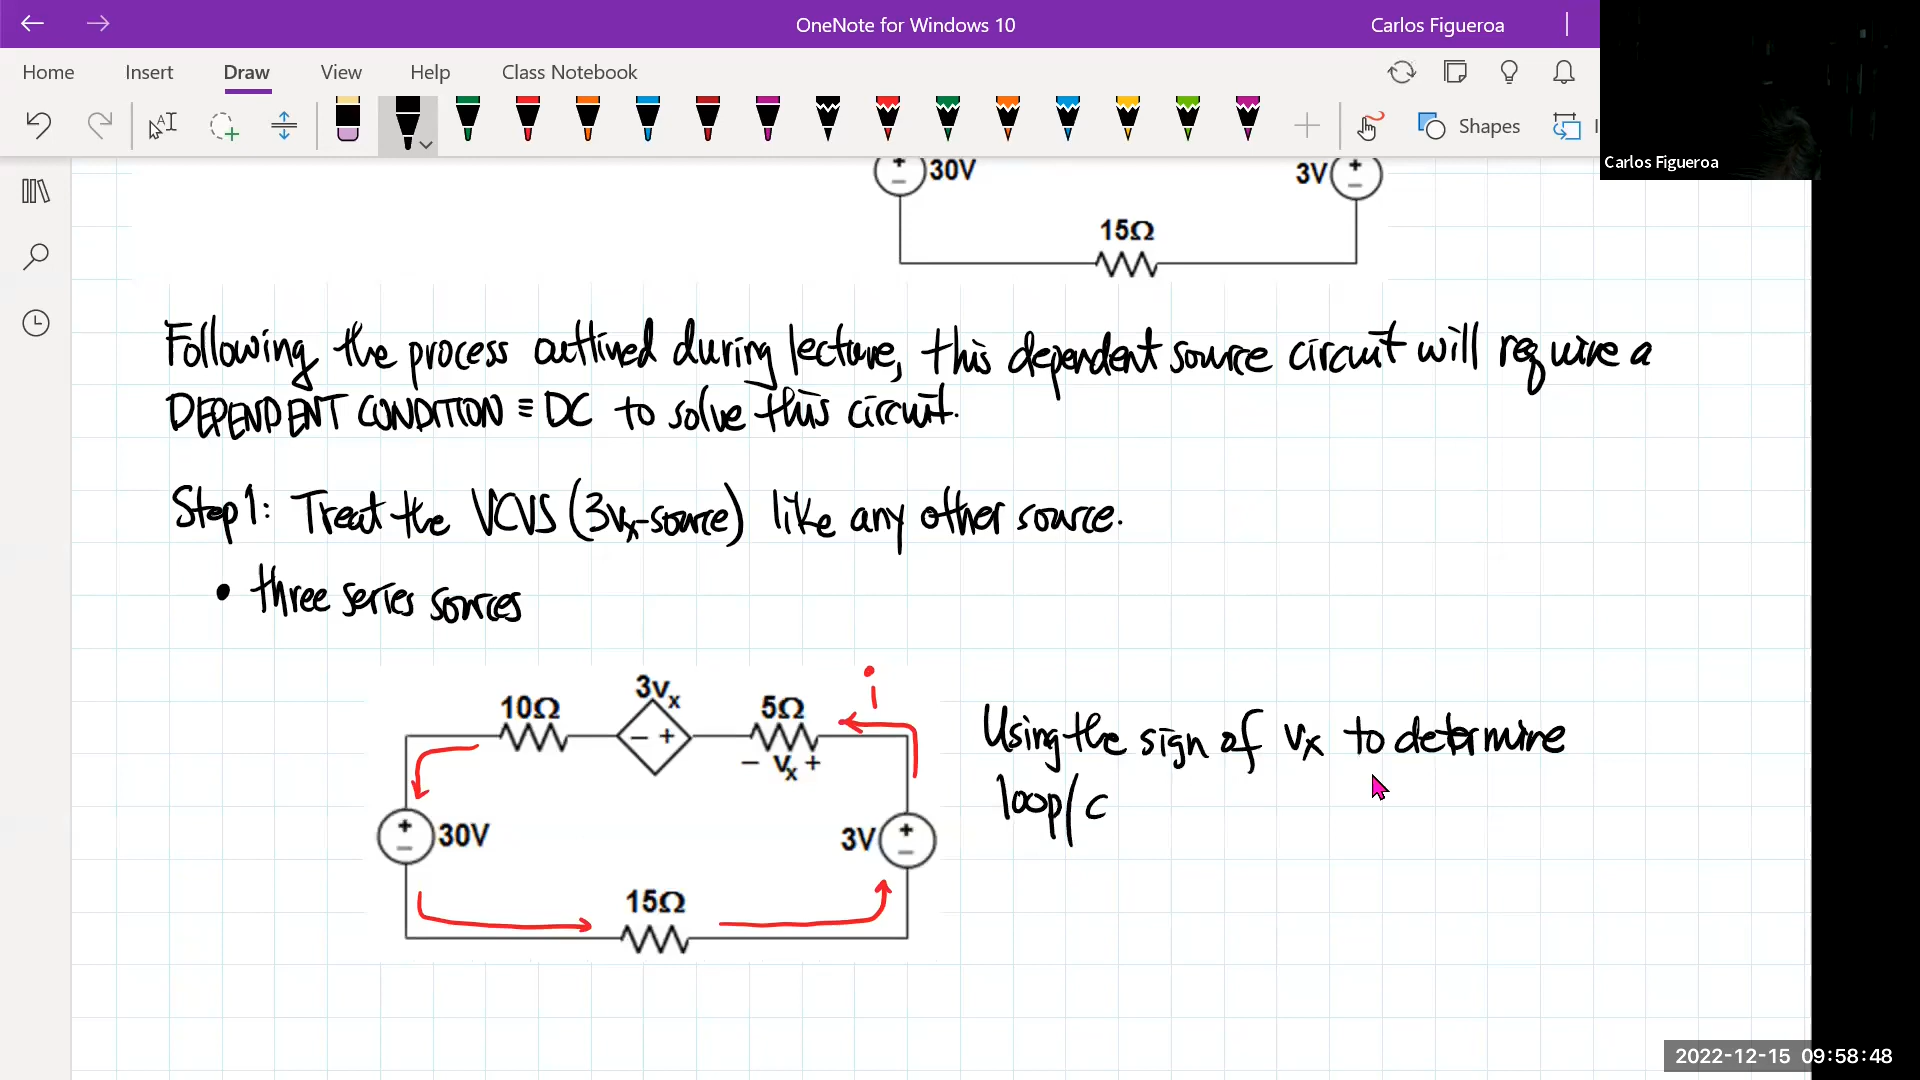 OneNote for Windows 10
Carlos Figueroa
Home Insert Draw View Help Class Notebook
Shapes
Carlos Figueroa
30V
3V
15Ω
Following the process outlined during lecture, this dependent source circuit will require a
DEPENDENT CONDITION ≡ DC to solve this circuit.
Step 1: Treat the VCVS (3vx-source) like any other source.
• three series sources
i
10Ω 3vx 5Ω
- +
- vx +
Using the sign of vx to determine
loop/c
30V
3V
15Ω
2022-12-15 09:58:48